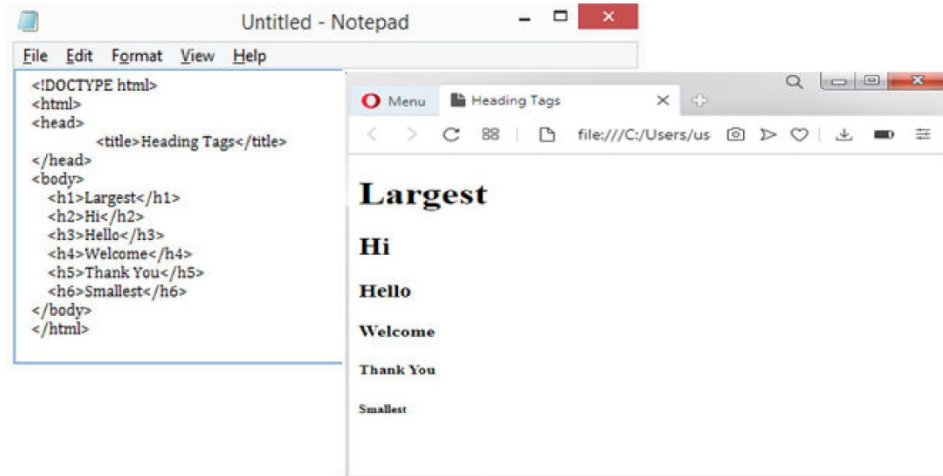 Untitled - Notepad
File Edit Format View Help
<!DOCTYPE html>
<html>
<head>
<title>Heading Tags</title>
</head>
<body>
<h1>Largest</h1>
<h2>Hi</h2>
<h3>Hello</h3>
<h4>Welcome</h4>
<h5>Thank You</h5>
<h6>Smallest</h6>
</body>
</html>
Menu Heading Tags
file:///C:/Users/us
Largest
Hi
Hello
Welcome
Thank You
Smallest